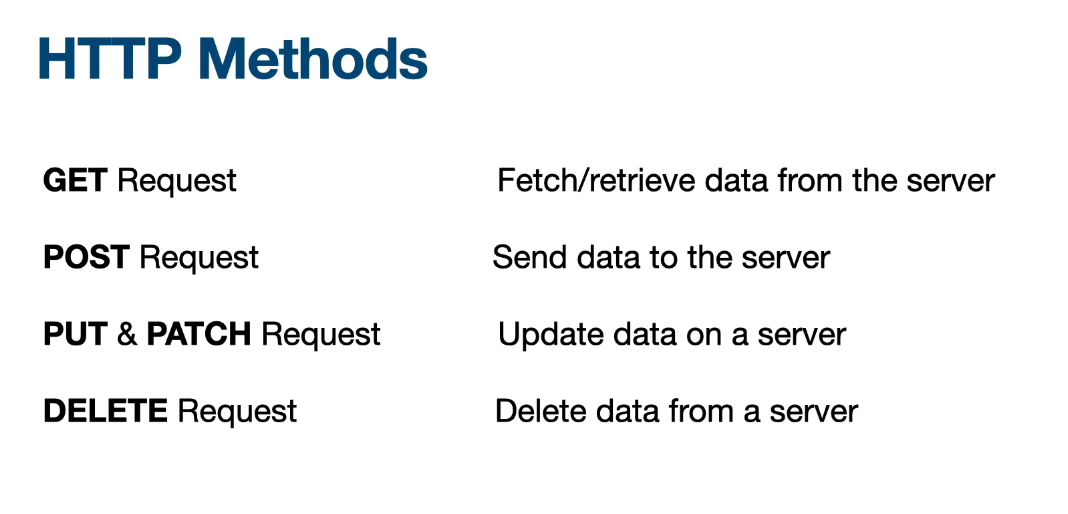 HTTP Methods
GET Request Fetch/retrieve data from the server
POST Request Send data to the server
PUT & PATCH Request Update data on a server
DELETE Request Delete data from a server